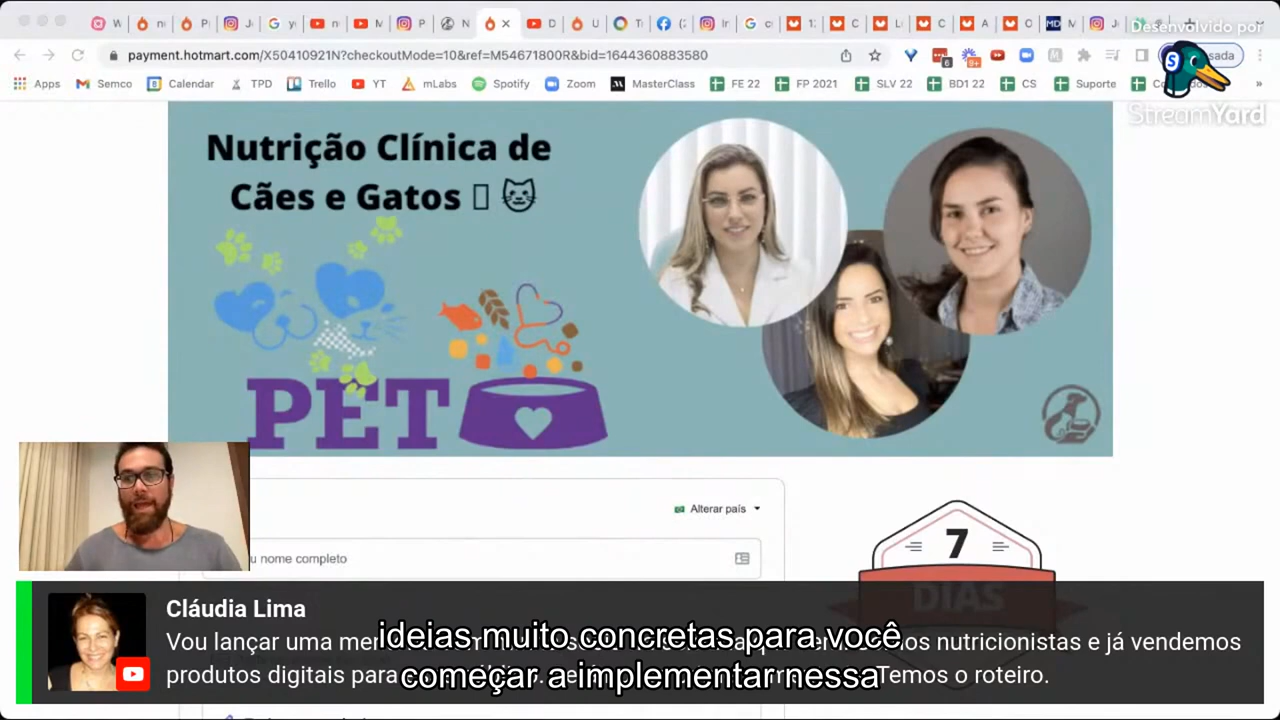 Desenvolvido por
payment.hotmart.com/X50410921N?checkoutMode=10&ref=M54671800R&bid=1644360883580
Apps Semco Calendar TPD Trello YT mLabs Spotify Zoom MasterClass FE 22 FP 2021 SLV 22 BD1 22 CS Suporte
StreamYard
Nutrição Clínica de
Cães e Gatos 🐱
PET
Alterar país
nome completo
7
DIAS
Cláudia Lima
Vou lançar uma nos nutricionistas e já vendemos
produtos digitais para Temos o roteiro.
ideias muito concretas para você
começar a implementar nessa